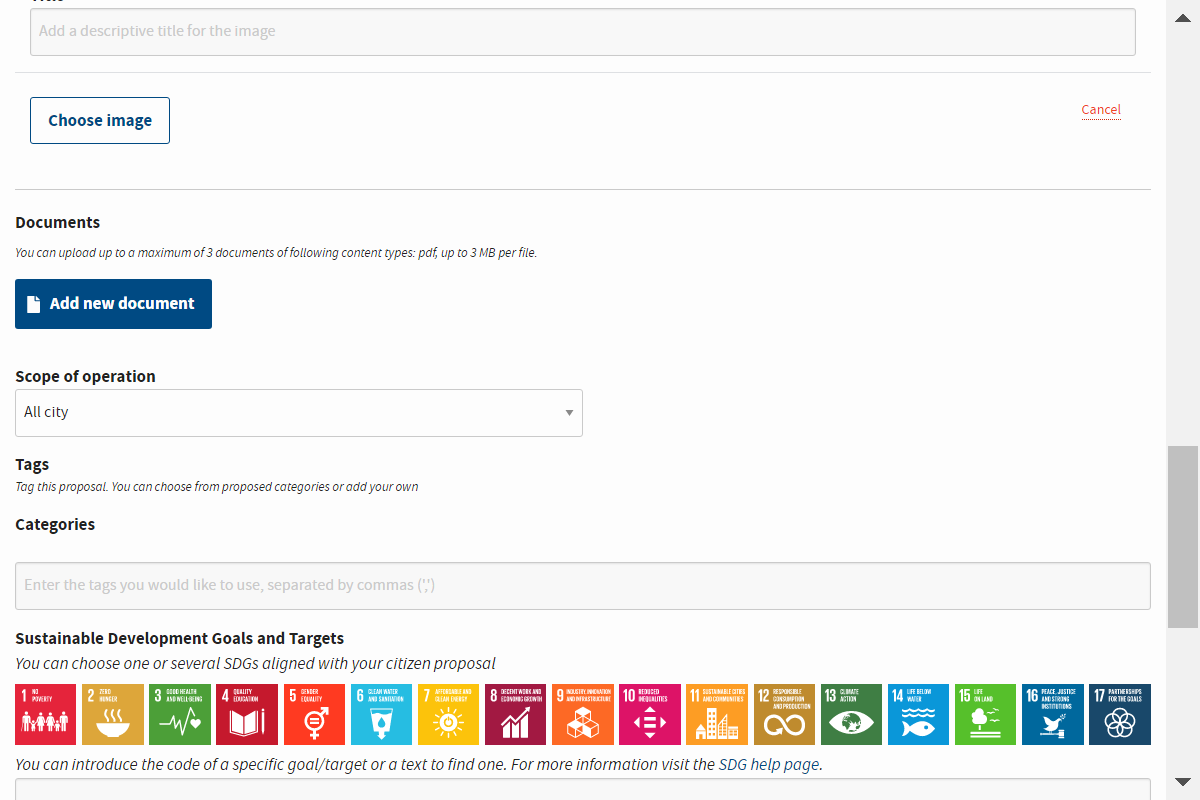 Add a descriptive title for the image
Choose image
Cancel
Documents
You can upload up to a maximum of 3 documents of following content types: pdf, up to 3 MB per file.
Add new document
Scope of operation
All city
Tags
Tag this proposal. You can choose from proposed categories or add your own
Categories
Enter the tags you would like to use, separated by commas (',')
Sustainable Development Goals and Targets
You can choose one or several SDGs aligned with your citizen proposal
1 NO POVERTY
2 ZERO HUNGER
3 GOOD HEALTH AND WELL-BEING
4 QUALITY EDUCATION
5 GENDER EQUALITY
6 CLEAN WATER AND SANITATION
7 AFFORDABLE AND CLEAN ENERGY
8 DECENT WORK AND ECONOMIC GROWTH
9 INDUSTRY, INNOVATION AND INFRASTRUCTURE
10 REDUCED INEQUALITIES
11 SUSTAINABLE CITIES AND COMMUNITIES
12 RESPONSIBLE CONSUMPTION AND PRODUCTION
13 CLIMATE ACTION
14 LIFE BELOW WATER
15 LIFE ON LAND
16 PEACE, JUSTICE AND STRONG INSTITUTIONS
17 PARTNERSHIPS FOR THE GOALS
You can introduce the code of a specific goal/target or a text to find one. For more information visit the SDG help page.